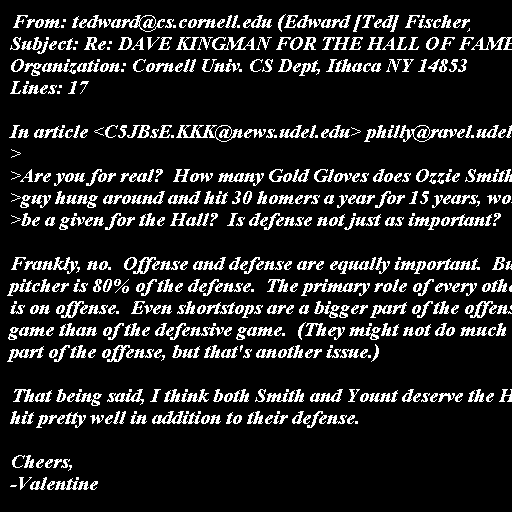 From: tedward@cs.cornell.edu (Edward [Ted] Fischer
Subject: Re: DAVE KINGMAN FOR THE HALL OF FAME
Organization: Cornell Univ. CS Dept, Ithaca NY 14853
Lines: 17
In article <C5JBsE.KKK@news.udel.edu> philly@ravel.udel
>
>Are you for real?  How many Gold Gloves does Ozzie Smith
>guy hung around and hit 30 homers a year for 15 years, wo
>be a given for the Hall?  Is defense not just as important?
Frankly, no.  Offense and defense are equally important.  Bu
pitcher is 80% of the defense.  The primary role of every othe
is on offense.  Even shortstops are a bigger part of the offens
game than of the defensive game.  (They might not do much
part of the offense, but that's another issue.)
That being said, I think both Smith and Yount deserve the H
hit pretty well in addition to their defense.
Cheers,
-Valentine